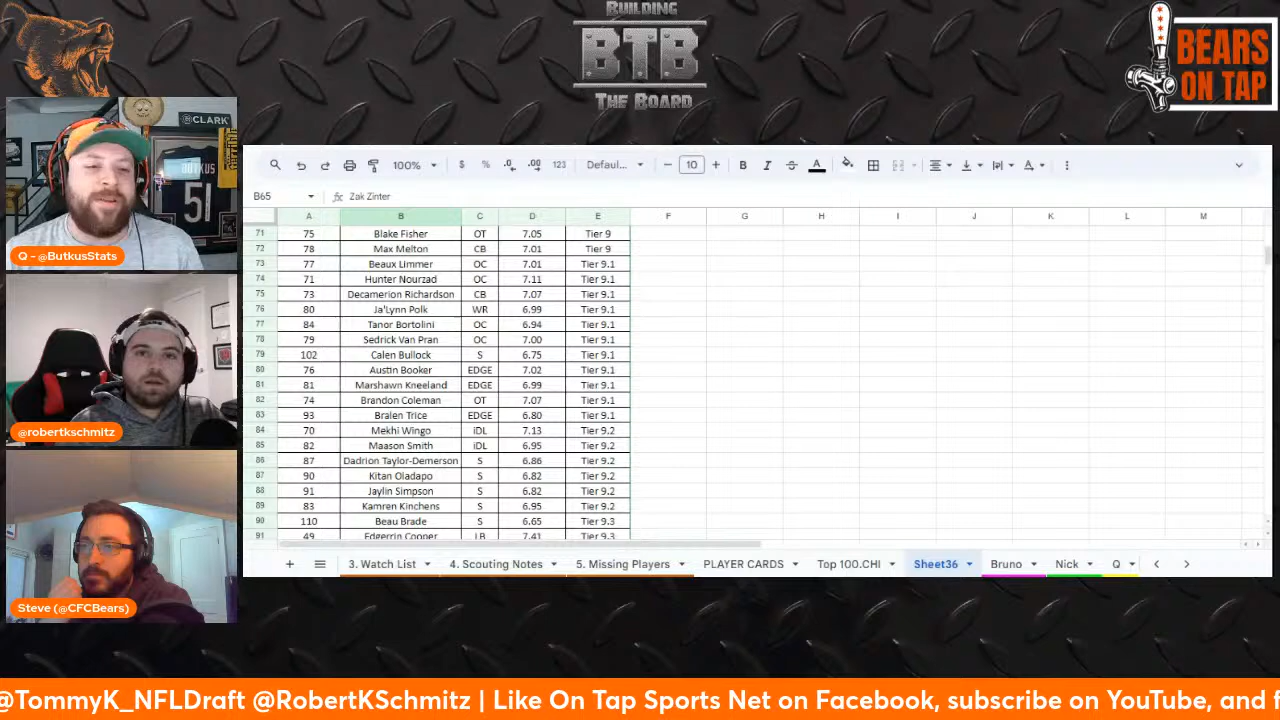 BUILDING
BTB
THE BOARD
BEARS
ON TAP
CLARK
BUTKUS
51
Q - @ButkusStats
@robertkschmitz
Steve (@CFCBears)
100% $ % .0 .00 123 Defaul... − 10 + B I S A
B65 fx Zak Zinter
A B C D E F G H I J K L M
71 75 Blake Fisher OT 7.05 Tier 9
72 78 Max Melton CB 7.01 Tier 9
73 77 Beaux Limmer OC 7.01 Tier 9.1
74 71 Hunter Nourzad OC 7.11 Tier 9.1
75 73 Decamerion Richardson CB 7.07 Tier 9.1
76 80 Ja'Lynn Polk WR 6.99 Tier 9.1
77 84 Tanor Bortolini OC 6.94 Tier 9.1
78 79 Sedrick Van Pran OC 7.00 Tier 9.1
79 102 Calen Bullock S 6.75 Tier 9.1
80 76 Austin Booker EDGE 7.02 Tier 9.1
81 81 Marshawn Kneeland EDGE 6.99 Tier 9.1
82 74 Brandon Coleman OT 7.07 Tier 9.1
83 93 Bralen Trice EDGE 6.80 Tier 9.1
84 70 Mekhi Wingo iDL 7.13 Tier 9.2
85 82 Maason Smith iDL 6.95 Tier 9.2
86 87 Dadrion Taylor-Demerson S 6.86 Tier 9.2
87 90 Kitan Oladapo S 6.82 Tier 9.2
88 91 Jaylin Simpson S 6.82 Tier 9.2
89 83 Kamren Kinchens S 6.95 Tier 9.2
90 110 Beau Brade S 6.65 Tier 9.3
91 49 Edgerrin Cooper LB 7.41 Tier 9.3
3. Watch List 4. Scouting Notes 5. Missing Players PLAYER CARDS Top 100.CHI Sheet36 Bruno Nick Q
@TommyK_NFLDraft @RobertKSchmitz | Like On Tap Sports Net on Facebook, subscribe on YouTube, and f